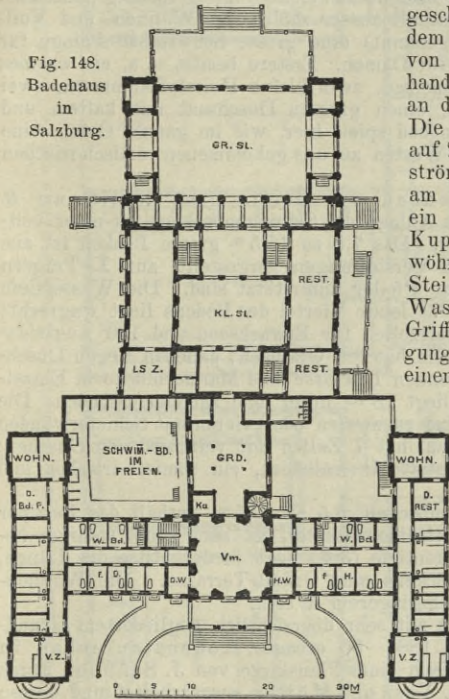 Fig. 148.
Badehaus
in
Salzburg.
gesch
dem
von
hand
an d
Die
auf
ström
am
ein
Kup
wöhn
Stei
Was
Griff
gung
einer
GR. SL.
REST.
KL. SL.
LS Z.
REST.
WOHN.
SCHWIM.-BD.
IM
FREIEN.
GRD.
WOHN.
D.
Bd. F.
Ka
D.
REST
W. Bd.
Vm.
W. Bd.
F. D. D.W
H.W. F. H.
V.Z.
V.Z.
0 5 10 20 30M